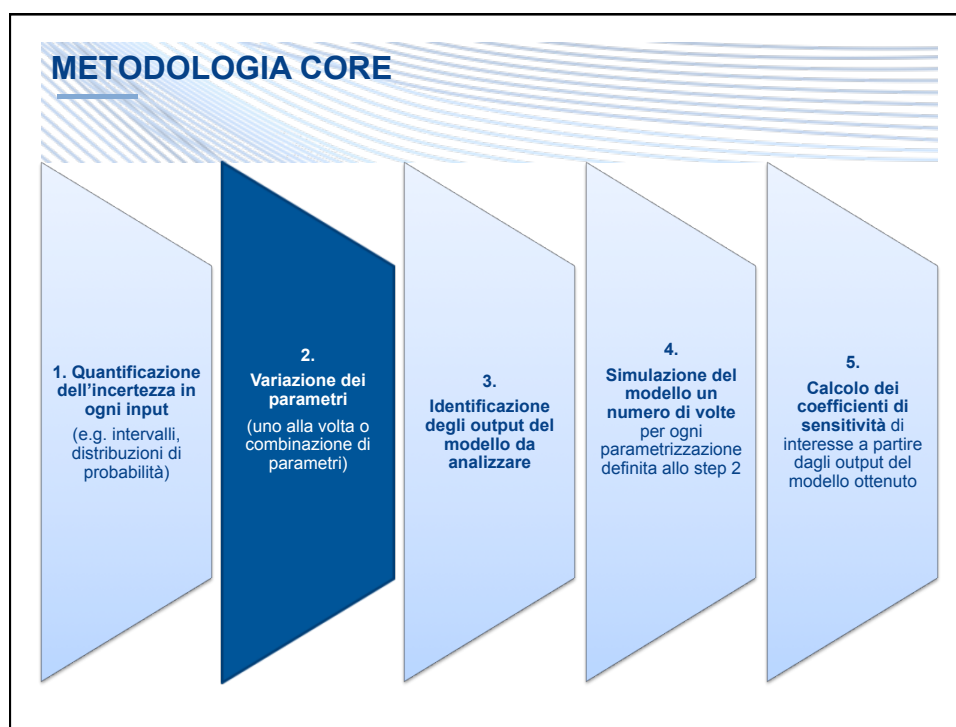 METODOLOGIA CORE
1. Quantificazione
dell’incertezza in
ogni input
(e.g. intervalli,
distribuzioni di
probabilità)
2.
Variazione dei
parametri
(uno alla volta o
combinazione di
parametri)
3.
Identificazione
degli output del
modello da
analizzare
4.
Simulazione del
modello un
numero di volte
per ogni
parametrizzazione
definita allo step 2
5.
Calcolo dei
coefficienti di
sensitività di
interesse a partire
dagli output del
modello ottenuto